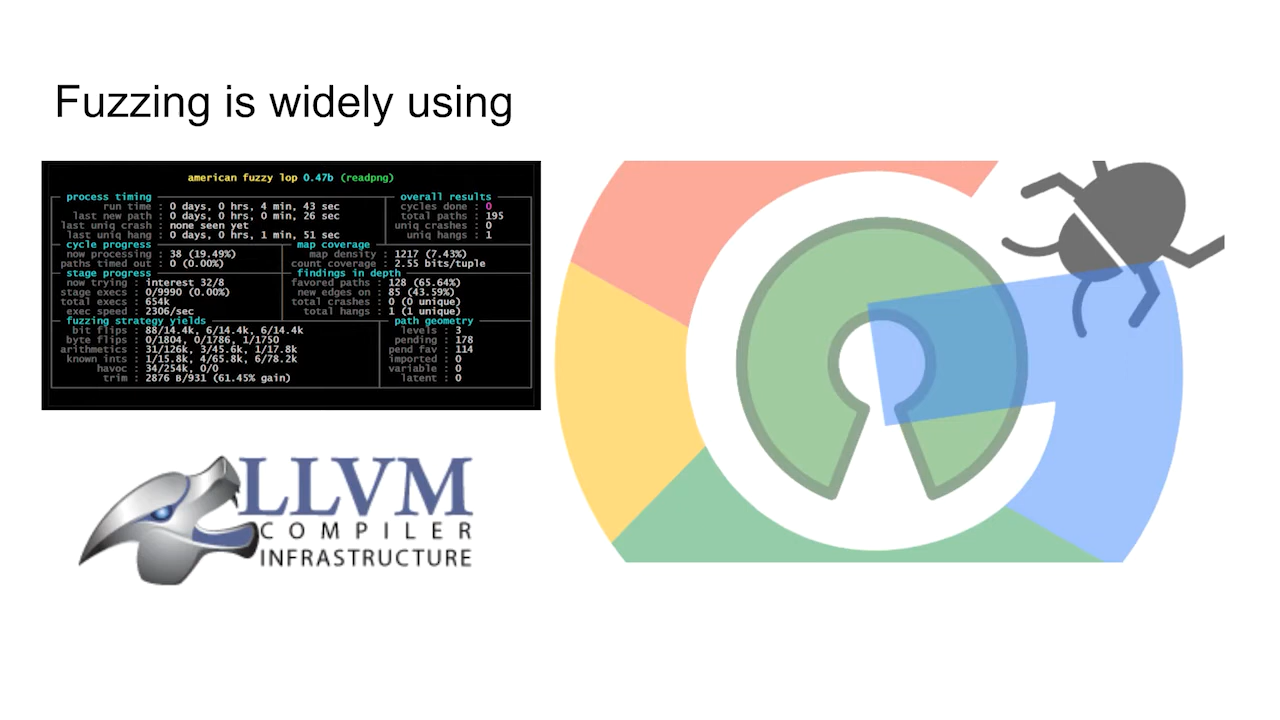 Fuzzing is widely using
american fuzzy lop 0.47b (readpng)
process timing
run time : 0 days, 0 hrs, 4 min, 43 sec
last new path : 0 days, 0 hrs, 0 min, 26 sec
last uniq crash : none seen yet
last uniq hang : 0 days, 0 hrs, 1 min, 51 sec
overall results
cycles done : 0
total paths : 195
uniq crashes : 0
uniq hangs : 1
cycle progress
now processing : 38 (19.49%)
paths timed out : 0 (0.00%)
map coverage
map density : 1217 (7.43%)
count coverage : 2.55 bits/tuple
stage progress
now trying : interest 32/8
stage execs : 0/9990 (0.00%)
total execs : 654k
exec speed : 2306/sec
findings in depth
favored paths : 128 (65.64%)
new edges on : 85 (43.59%)
total crashes : 0 (0 unique)
total hangs : 1 (1 unique)
fuzzing strategy yields
bit flips : 88/14.4k, 6/14.4k, 6/14.4k
byte flips : 0/1804, 0/1786, 1/1750
arithmetics : 31/126k, 3/45.6k, 1/17.8k
known ints : 1/15.8k, 4/65.8k, 6/78.2k
havoc : 34/254k, 0/0
trim : 2876 B/931 (61.45% gain)
path geometry
levels : 3
pending : 178
pend fav : 114
imported : 0
variable : 0
latent : 0
LLVM
COMPILER
INFRASTRUCTURE